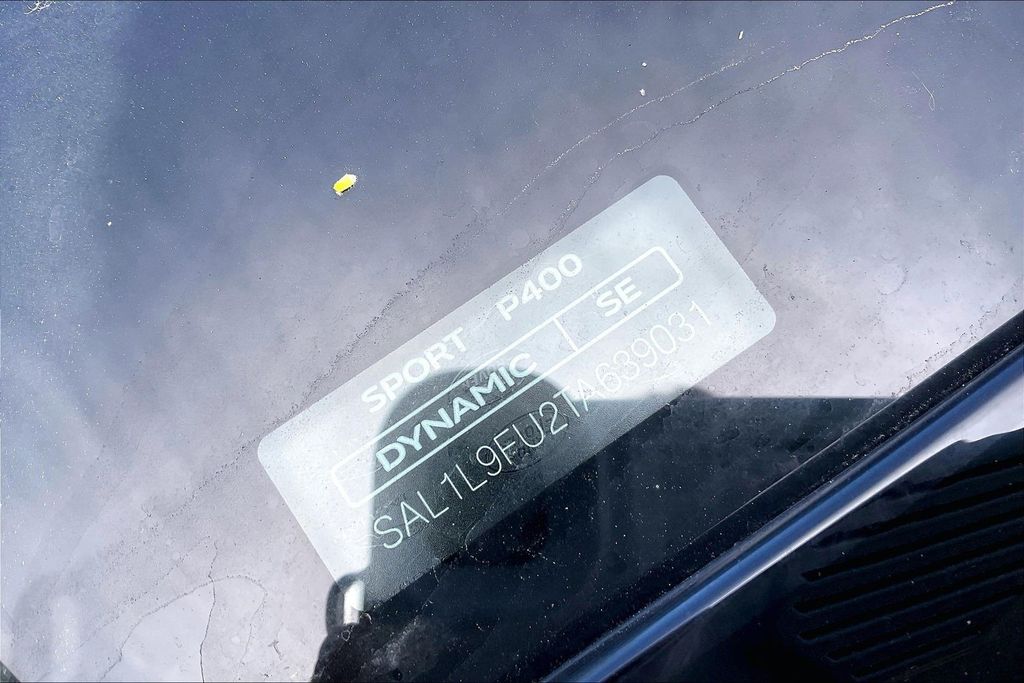 SPORT P400
DYNAMIC SE
SAL1L9FU2TA639031